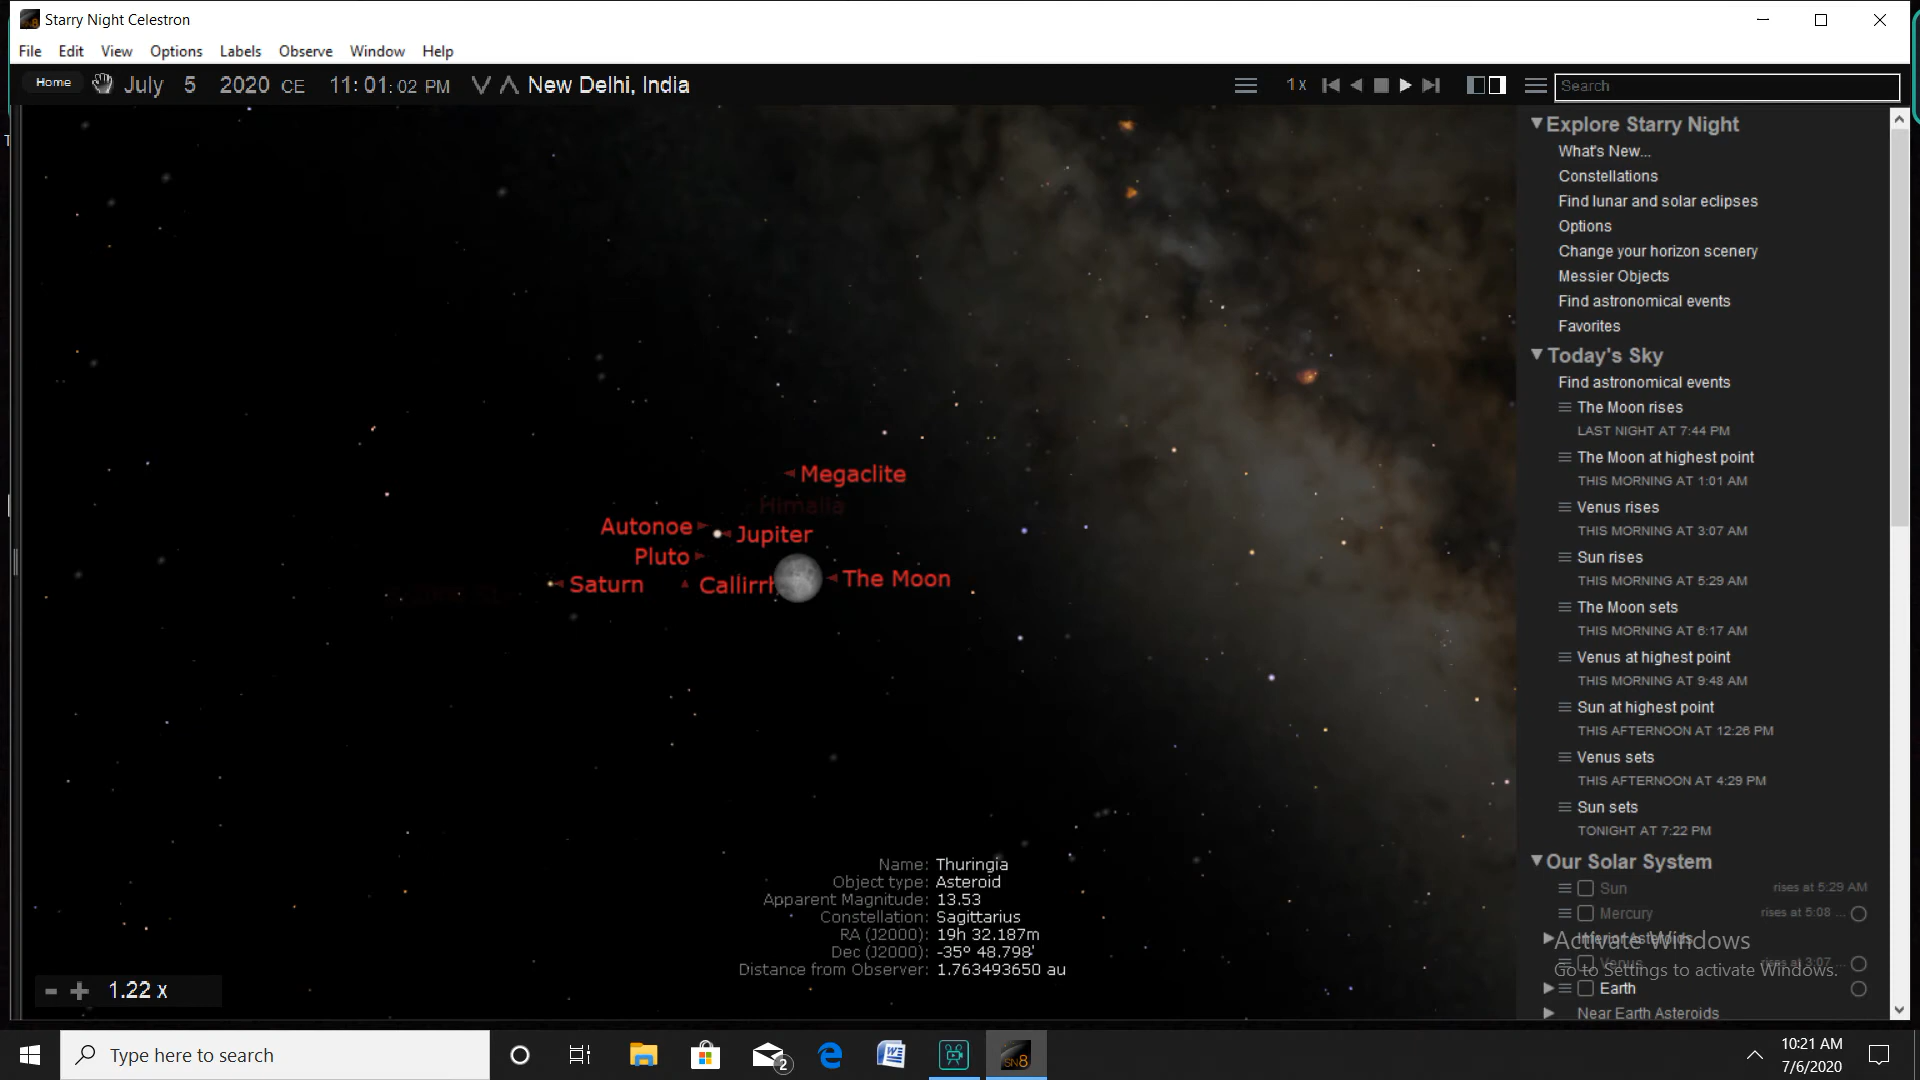 Starry Night Celestron
File Edit View Options Labels Observe Window Help
Home July 5 2020 CE 11:01:02 PM New Delhi, India 1x Search
Explore Starry Night
What's New...
Constellations
Find lunar and solar eclipses
Options
Change your horizon scenery
Messier Objects
Find astronomical events
Favorites
Today's Sky
Find astronomical events
The Moon rises
LAST NIGHT AT 7:44 PM
The Moon at highest point
THIS MORNING AT 1:01 AM
Venus rises
THIS MORNING AT 3:07 AM
Sun rises
THIS MORNING AT 5:29 AM
The Moon sets
THIS MORNING AT 6:17 AM
Venus at highest point
THIS MORNING AT 9:48 AM
Sun at highest point
THIS AFTERNOON AT 12:26 PM
Venus sets
THIS AFTERNOON AT 4:29 PM
Sun sets
TONIGHT AT 7:22 PM
Our Solar System
Sun rises at 5:29 AM
Mercury rises at 5:08 ...
Inferior Asteroids
Venus rises at 3:07 ...
Earth
Near Earth Asteroids
Activate Windows
Go to Settings to activate Windows.
Megaclite
Himalia
Autonoe
Jupiter
Pluto
Saturn
Callirrh
The Moon
Name: Thuringia
Object type: Asteroid
Apparent Magnitude: 13.53
Constellation: Sagittarius
RA (J2000): 19h 32.187m
Dec (J2000): -35° 48.798'
Distance from Observer: 1.763493650 au
- + 1.22 x
Type here to search
2
SN8
10:21 AM
7/6/2020